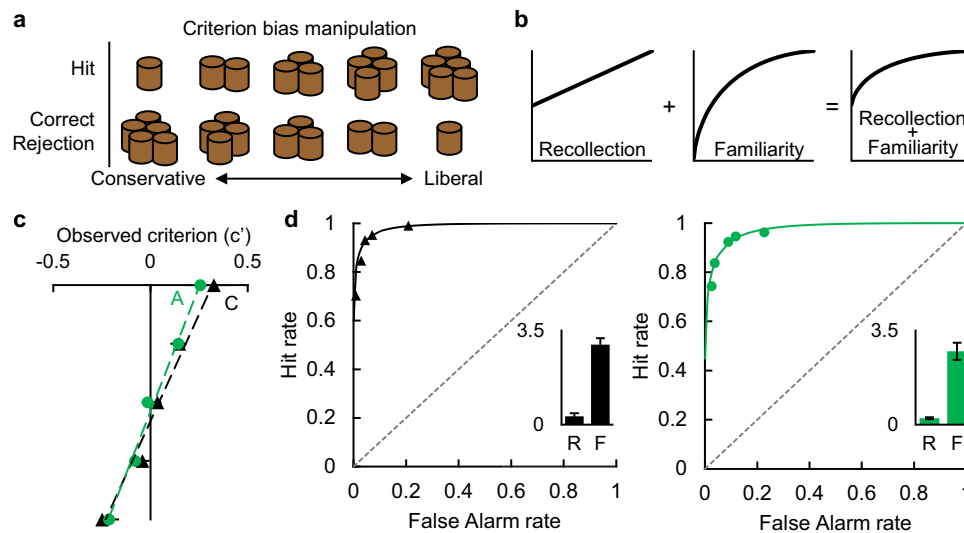 a
Criterion bias manipulation
Hit
Correct
Rejection
Conservative
Liberal
b
Recollection
+
Familiarity
=
Recollection
+
Familiarity
c
Observed criterion (c’)
-0.5
0
0.5
A
C
d
1
0.8
0.6
0.4
0.2
0
Hit rate
3.5
0
R
F
0
0.2
0.4
0.6
0.8
1
False Alarm rate
1
0.8
0.6
0.4
0.2
0
Hit rate
3.5
0
R
F
0
0.2
0.4
0.6
0.8
1
False Alarm rate